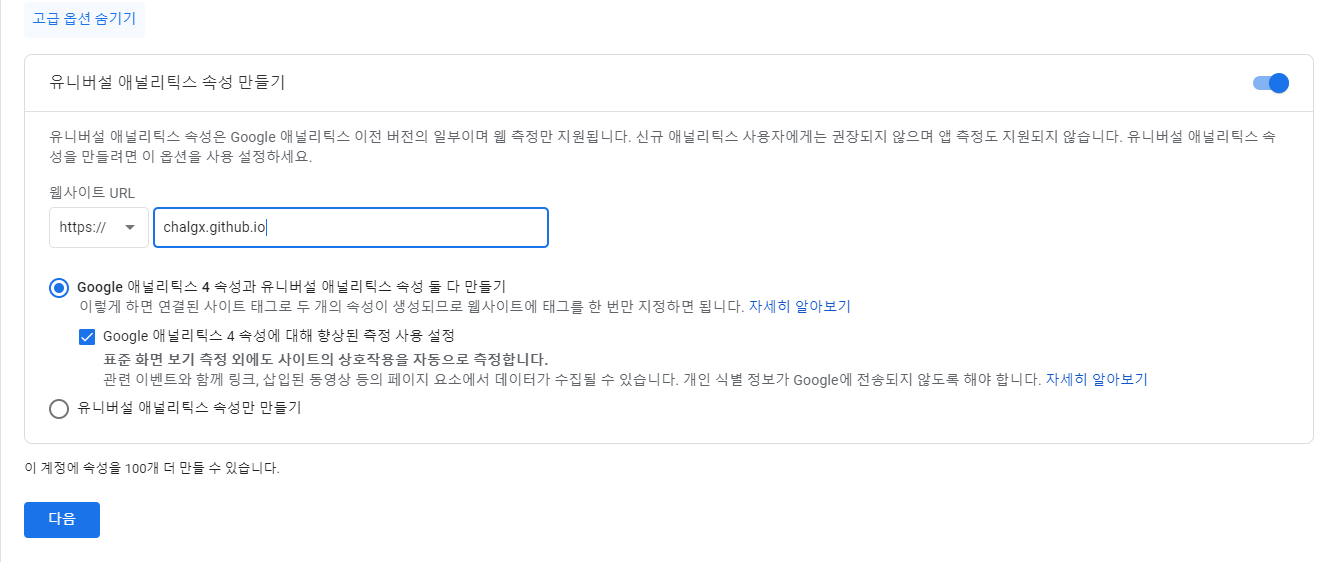 고급 옵션 숨기기
유니버설 애널리틱스 속성 만들기
유니버설 애널리틱스 속성은 Google 애널리틱스 이전 버전의 일부이며 웹 측정만 지원됩니다. 신규 애널리틱스 사용자에게는 권장되지 않으며 앱 측정도 지원되지 않습니다. 유니버설 애널리틱스 속
성을 만들려면 이 옵션을 사용 설정하세요.
웹사이트 URL
https:// chalgx.github.io
Google 애널리틱스 4 속성과 유니버설 애널리틱스 속성 둘 다 만들기
이렇게 하면 연결된 사이트 태그로 두 개의 속성이 생성되므로 웹사이트에 태그를 한 번만 지정하면 됩니다. 자세히 알아보기
Google 애널리틱스 4 속성에 대해 향상된 측정 사용 설정
표준 화면 보기 측정 외에도 사이트의 상호작용을 자동으로 측정합니다.
관련 이벤트와 함께 링크, 삽입된 동영상 등의 페이지 요소에서 데이터가 수집될 수 있습니다. 개인 식별 정보가 Google에 전송되지 않도록 해야 합니다. 자세히 알아보기
유니버설 애널리틱스 속성만 만들기
이 계정에 속성을 100개 더 만들 수 있습니다.
다음